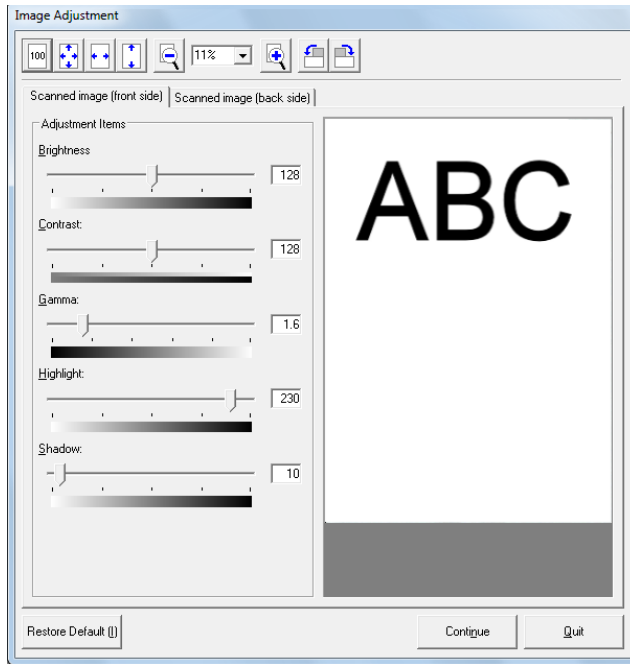 Image Adjustment
100
11%
Scanned image (front side) Scanned image (back side)
Adjustment Items
Brightness
128
Contrast:
128
Gamma:
1.6
Highlight:
230
Shadow:
10
ABC
Restore Default (I) Continue Quit